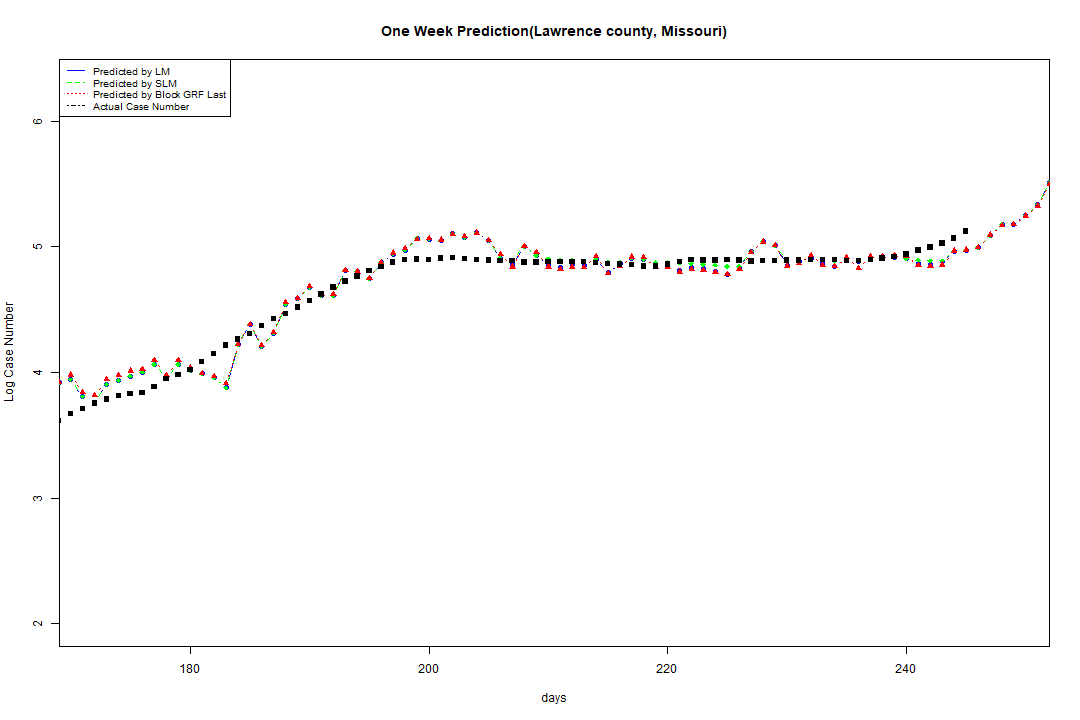 One Week Prediction(Lawrence county, Missouri)
Predicted by LM
Predicted by SLM
Predicted by Block GRF Last
Actual Case Number
6
5
4
3
2
Log Case Number
180 200 220 240
days